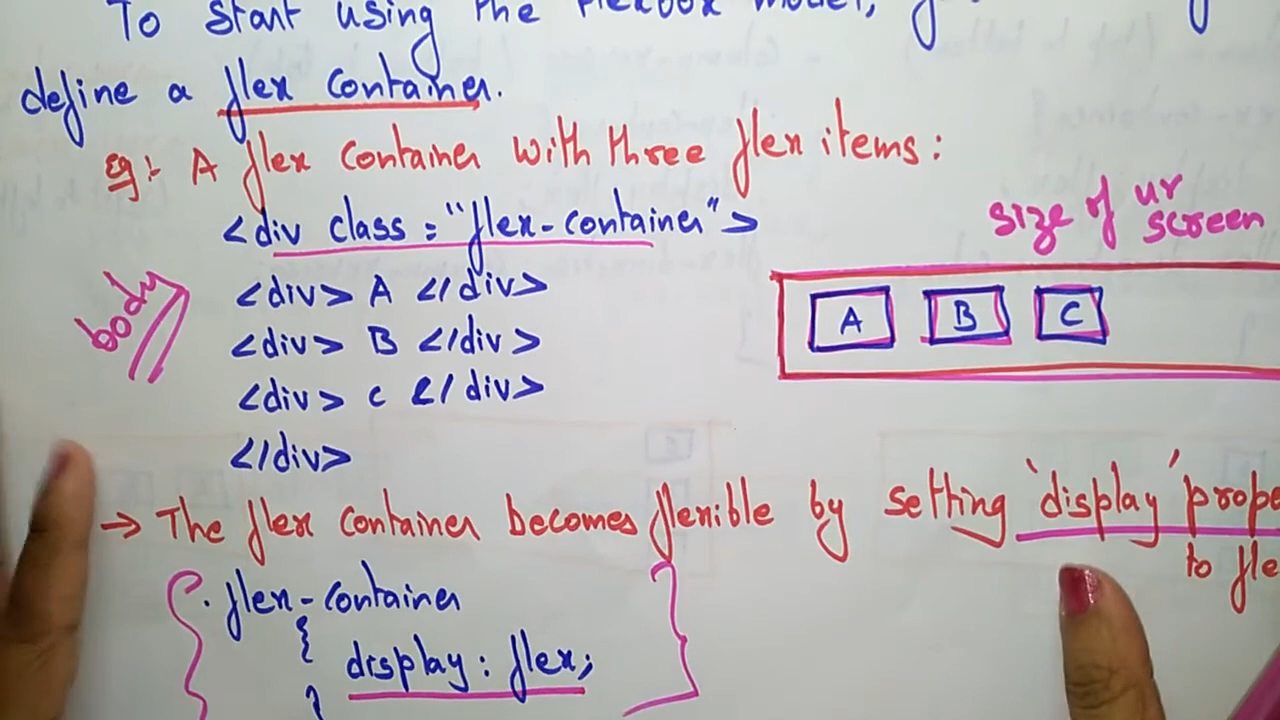 To start using the Flexbox model,
define a flex container.
eg:- A flex container with three flex items:
<div class = "flex-container">
size of ur screen
body
<div> A </div>
<div> B </div>
<div> c </div>
</div>
A B C
→ The flex container becomes flexible by setting 'display' prope
to fle
. flex-container
{
display : flex;
}